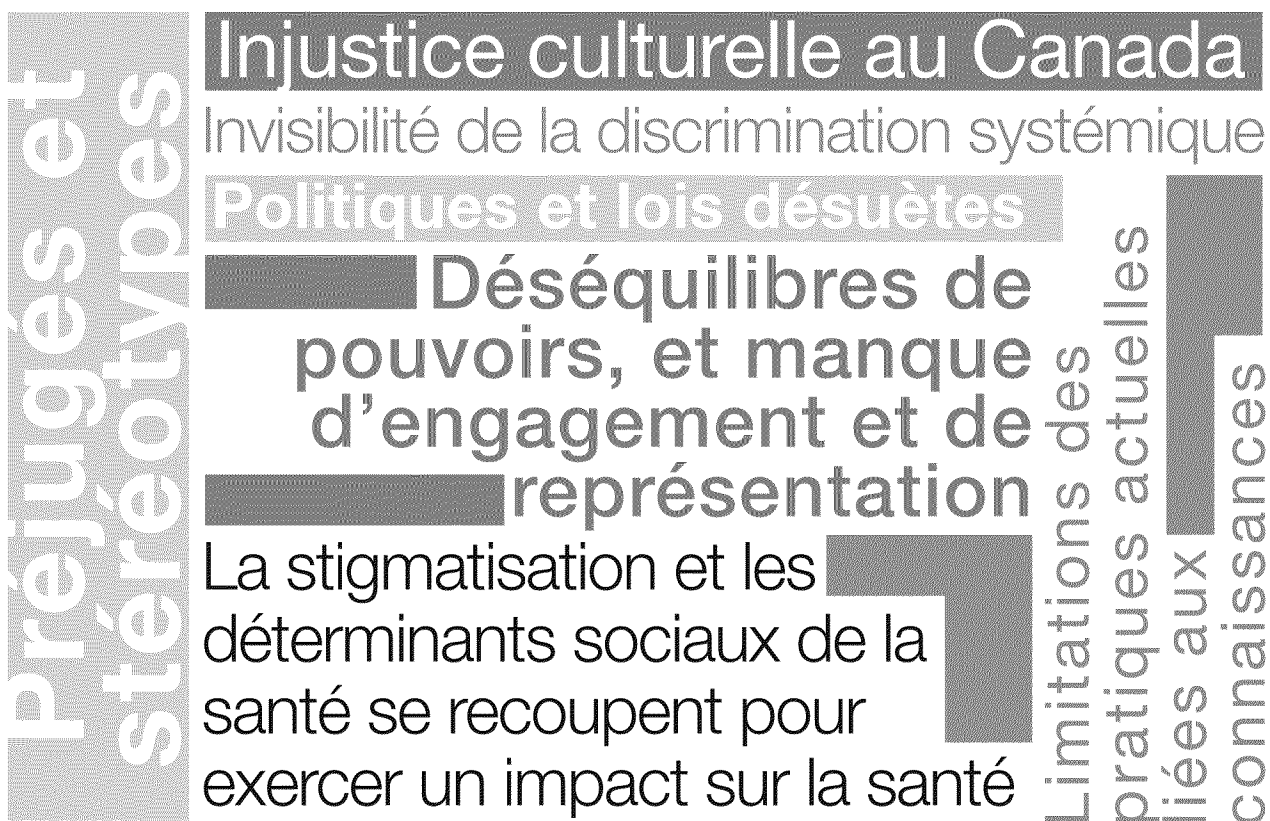 Préjugés et
stéréotypes
Injustice culturelle au Canada
Invisibilité de la discrimination systémique
Politiques et lois désuètes
Déséquilibres de
pouvoirs, et manque
d’engagement et de
représentation
La stigmatisation et les
déterminants sociaux de la
santé se recoupent pour
exercer un impact sur la santé
Limitations des
pratiques actuelles
liées aux
connaissances